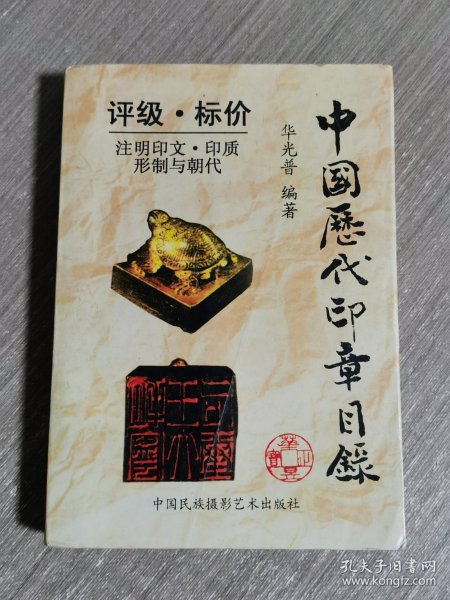 评级·标价
注明印文·印质
形制与朝代
中國歷代印章目錄
华光普 编著
中国民族摄影艺术出版社
孔夫子旧书网
www.kongfz.com